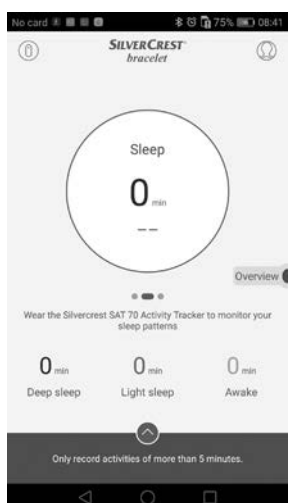 No card 75% 08:41
SILVERCREST
bracelet
Sleep
0 min
--
Overview
Wear the Silvercrest SAT 70 Activity Tracker to monitor your
sleep patterns
0 min 0 min 0 min
Deep sleep Light sleep Awake
Only record activities of more than 5 minutes.